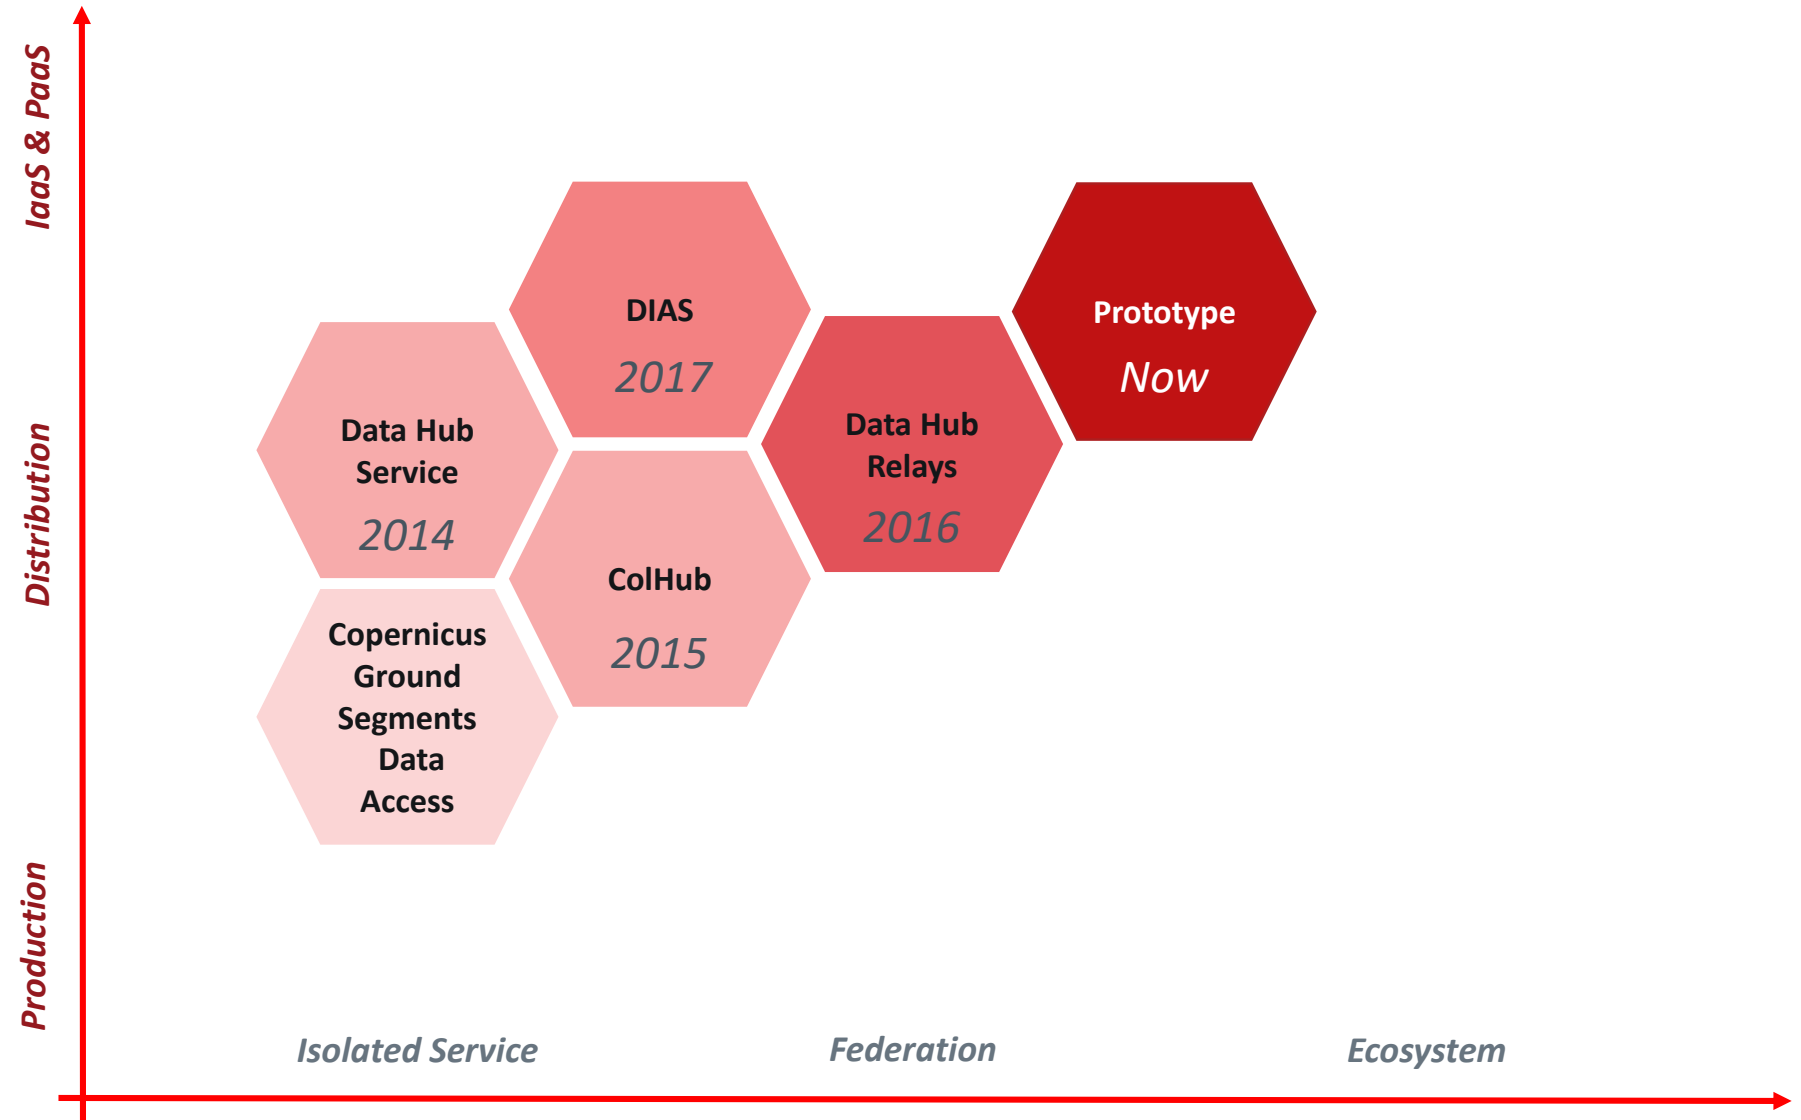 IaaS & PaaS
Distribution
Production
DIAS
2017
Prototype
Now
Data Hub
Service
2014
Data Hub
Relays
2016
ColHub
2015
Copernicus
Ground
Segments
Data
Access
Isolated Service
Federation
Ecosystem